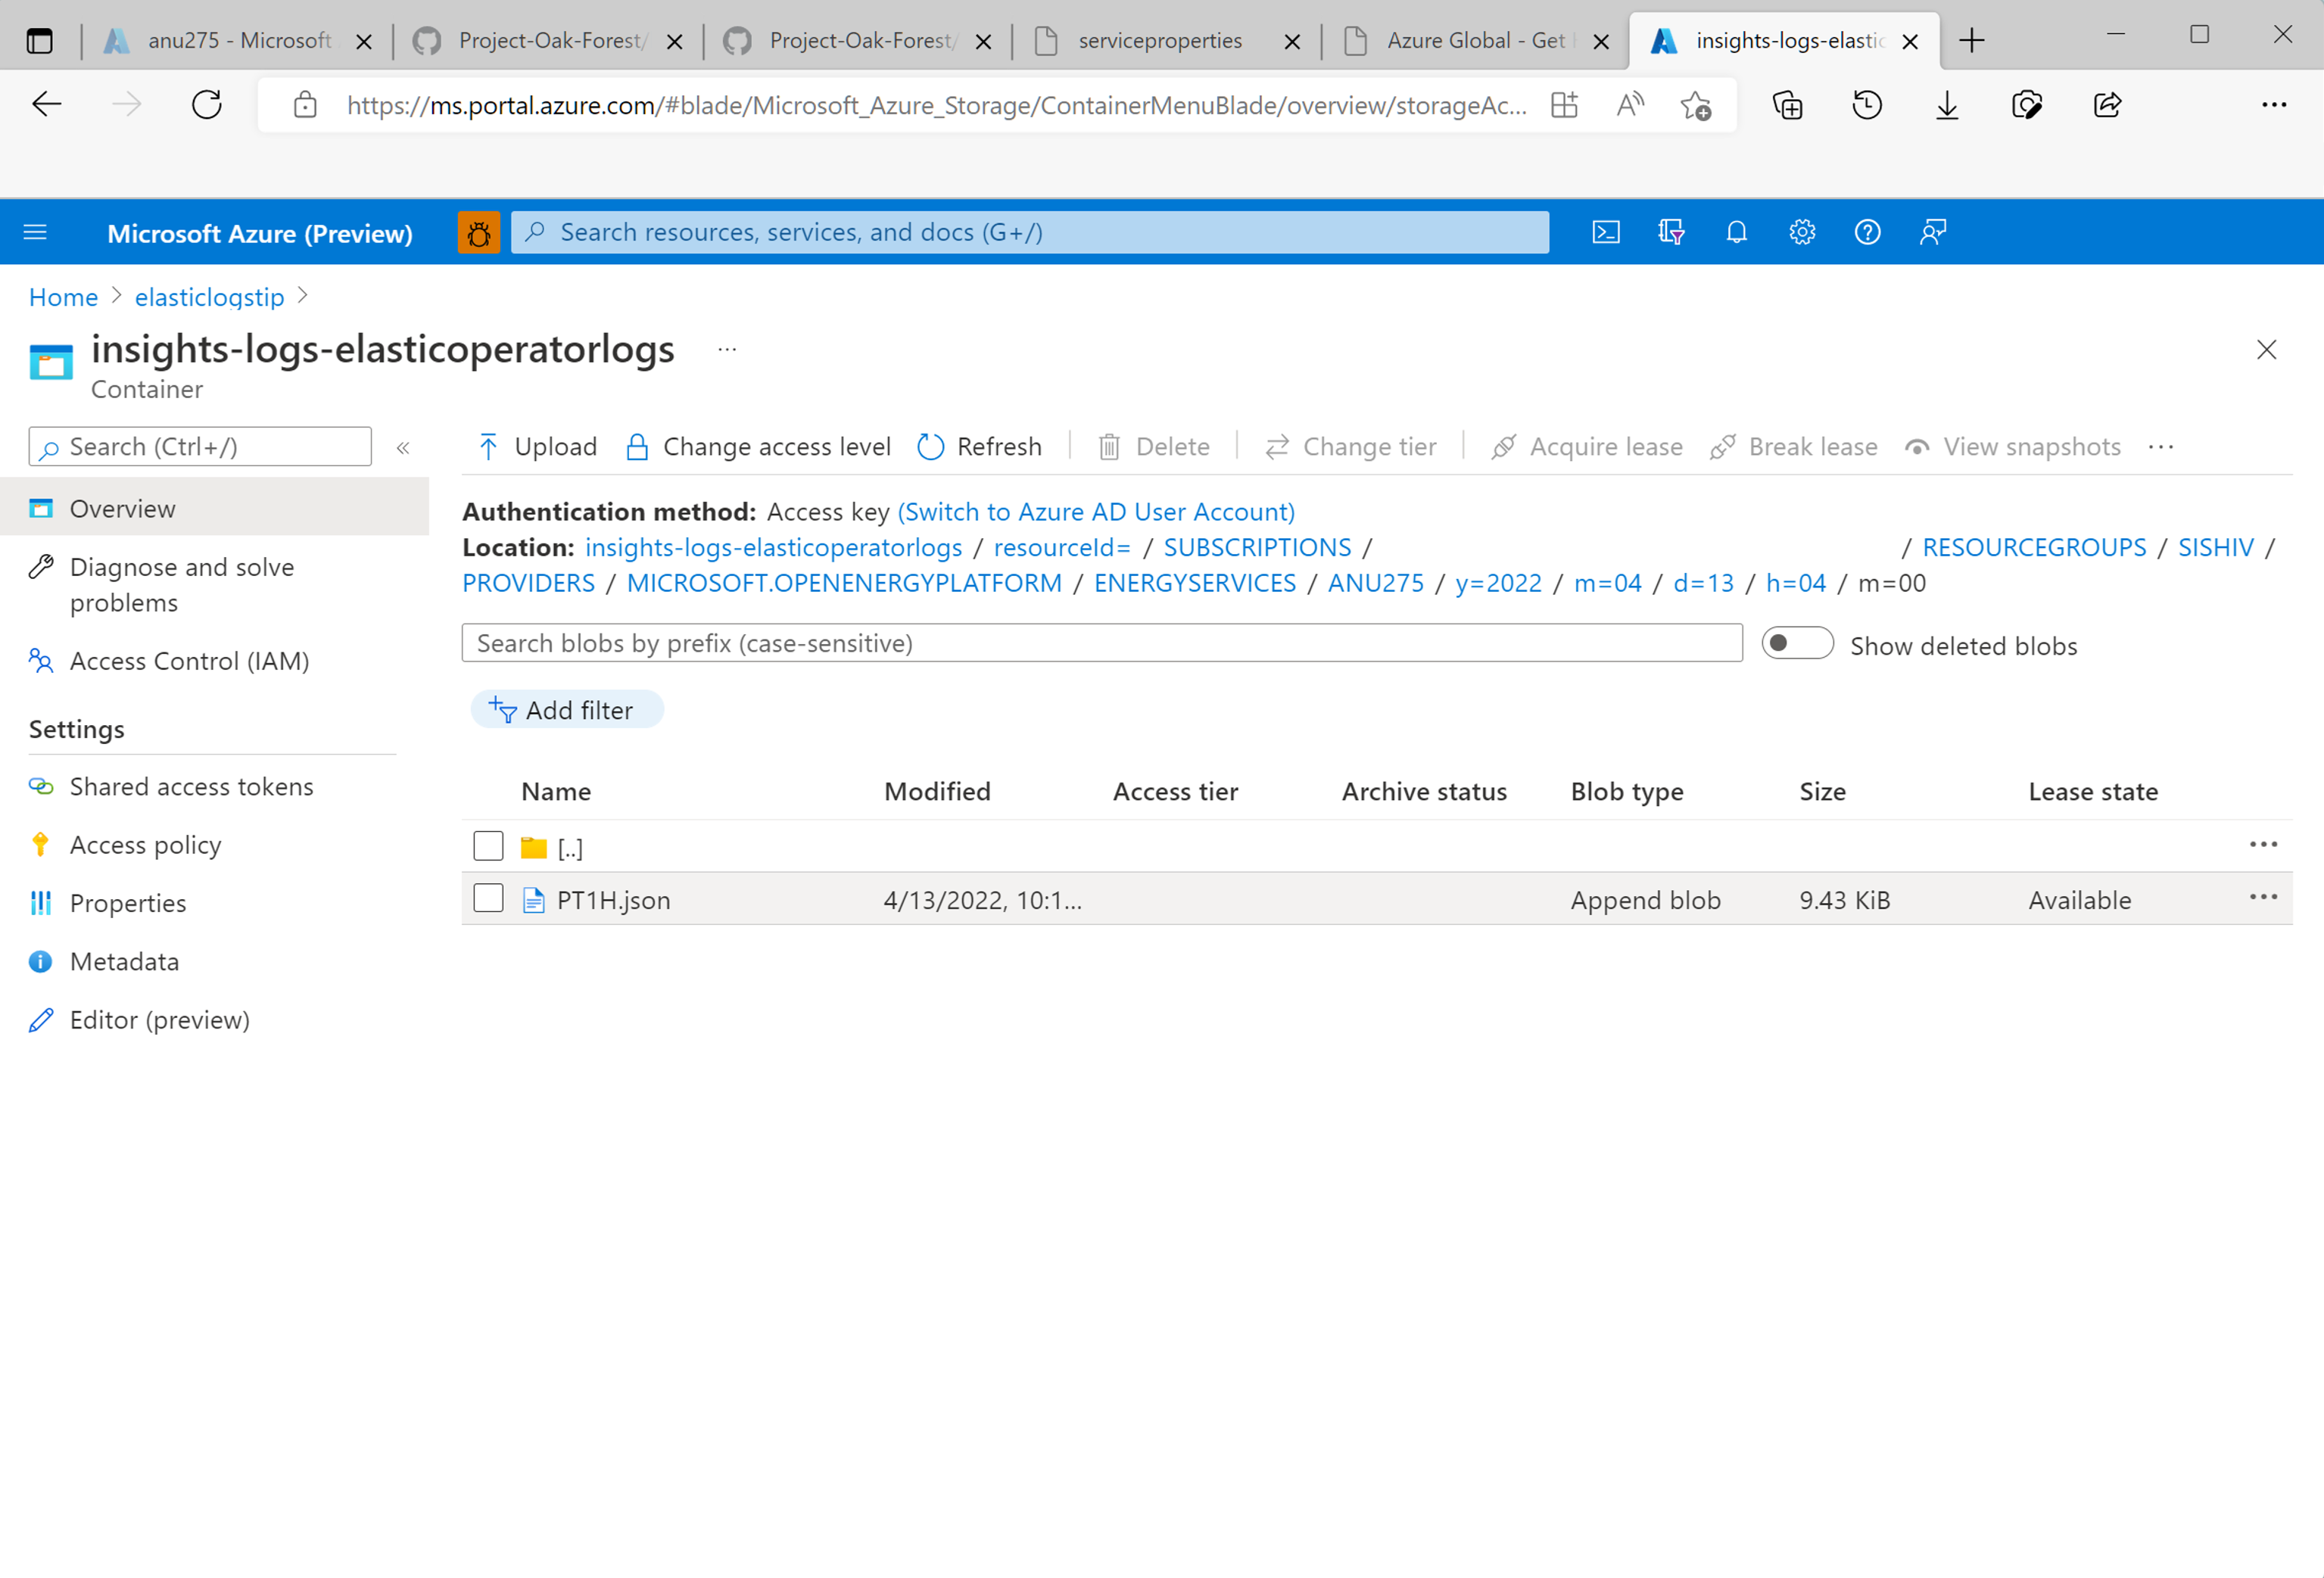 anu275 - Microsoft
Project-Oak-Forest/
Project-Oak-Forest/
serviceproperties
Azure Global - Get
insights-logs-elastic
https://ms.portal.azure.com/#blade/Microsoft_Azure_Storage/ContainerMenuBlade/overview/storageAc...
Microsoft Azure (Preview)
Search resources, services, and docs (G+/)
Home > elasticlogstip >
insights-logs-elasticoperatorlogs ...
Container
Search (Ctrl+/) «
Upload Change access level Refresh Delete Change tier Acquire lease Break lease View snapshots ...
Overview
Diagnose and solve
problems
Access Control (IAM)
Settings
Shared access tokens
Access policy
Properties
Metadata
Editor (preview)
Authentication method: Access key (Switch to Azure AD User Account)
Location: insights-logs-elasticoperatorlogs / resourceId= / SUBSCRIPTIONS / / RESOURCEGROUPS / SISHIV /
PROVIDERS / MICROSOFT.OPENENERGYPLATFORM / ENERGYSERVICES / ANU275 / y=2022 / m=04 / d=13 / h=04 / m=00
Search blobs by prefix (case-sensitive) Show deleted blobs
Add filter
Name Modified Access tier Archive status Blob type Size Lease state
[..] ...
PT1H.json 4/13/2022, 10:1... Append blob 9.43 KiB Available ...